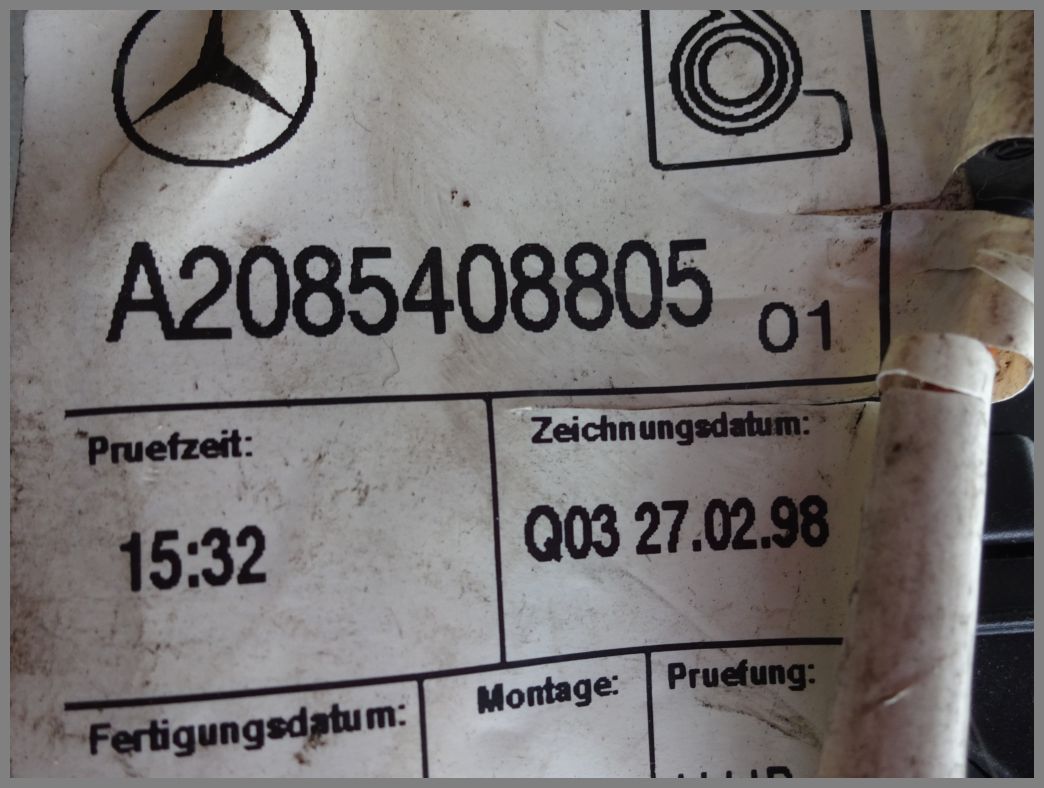 A2085408805 01
Pruefzeit: Zeichnungsdatum:
15:32 Q03 27.02.98
Fertigungsdatum: Montage: Pruefung: